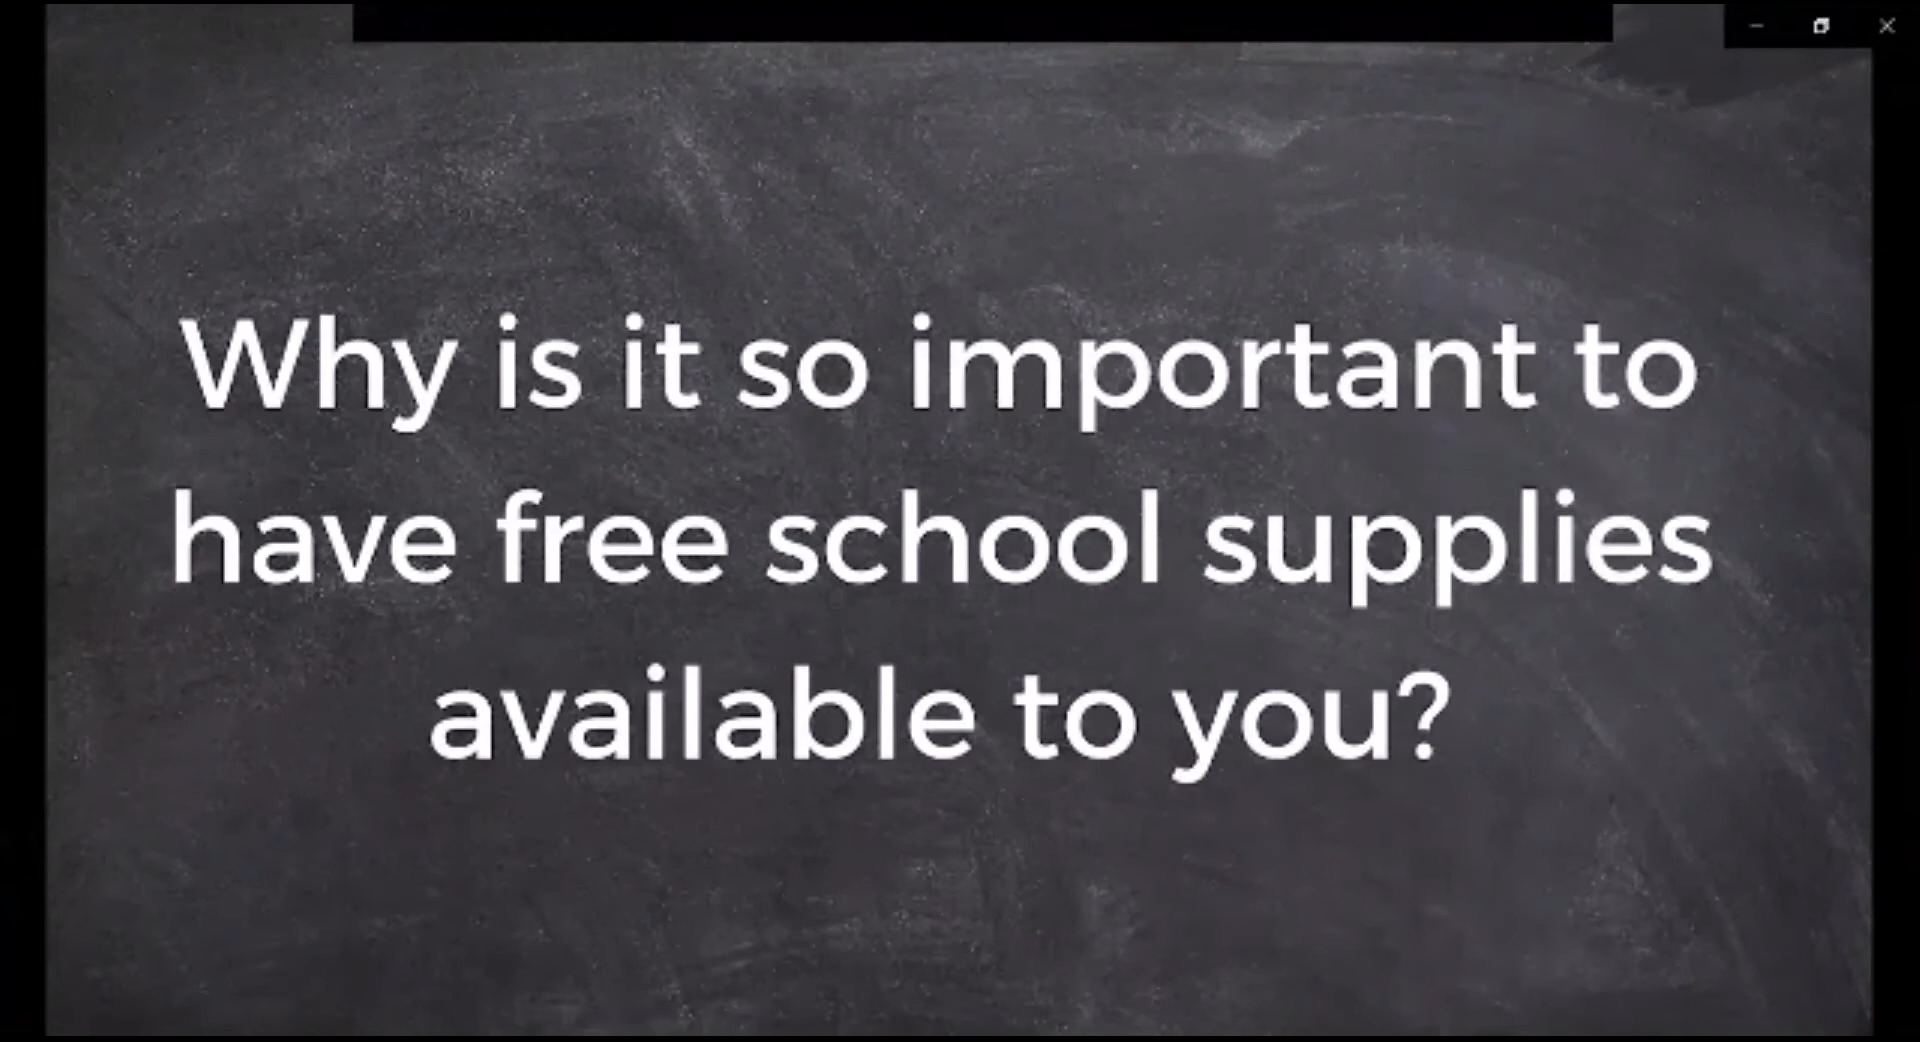 Why is it so important to
have free school supplies
available to you?